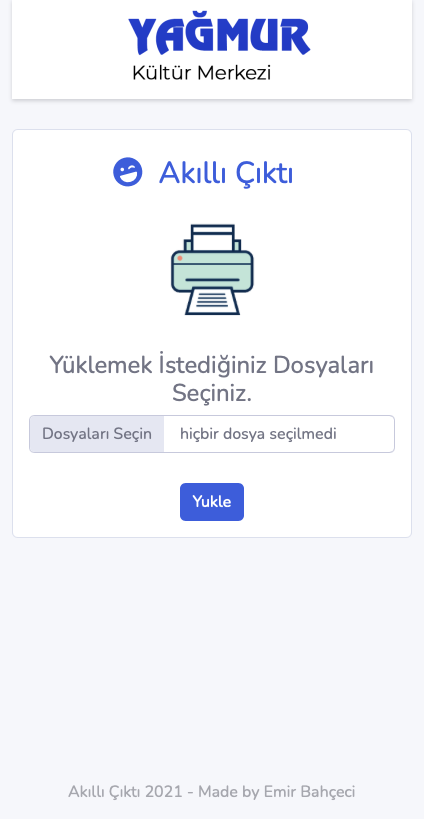 YAĞMUR
Kültür Merkezi
Akıllı Çıktı
Yüklemek İstediğiniz Dosyaları
Seçiniz.
Dosyaları Seçin hiçbir dosya seçilmedi
Yukle
Akıllı Çıktı 2021 - Made by Emir Bahçeci